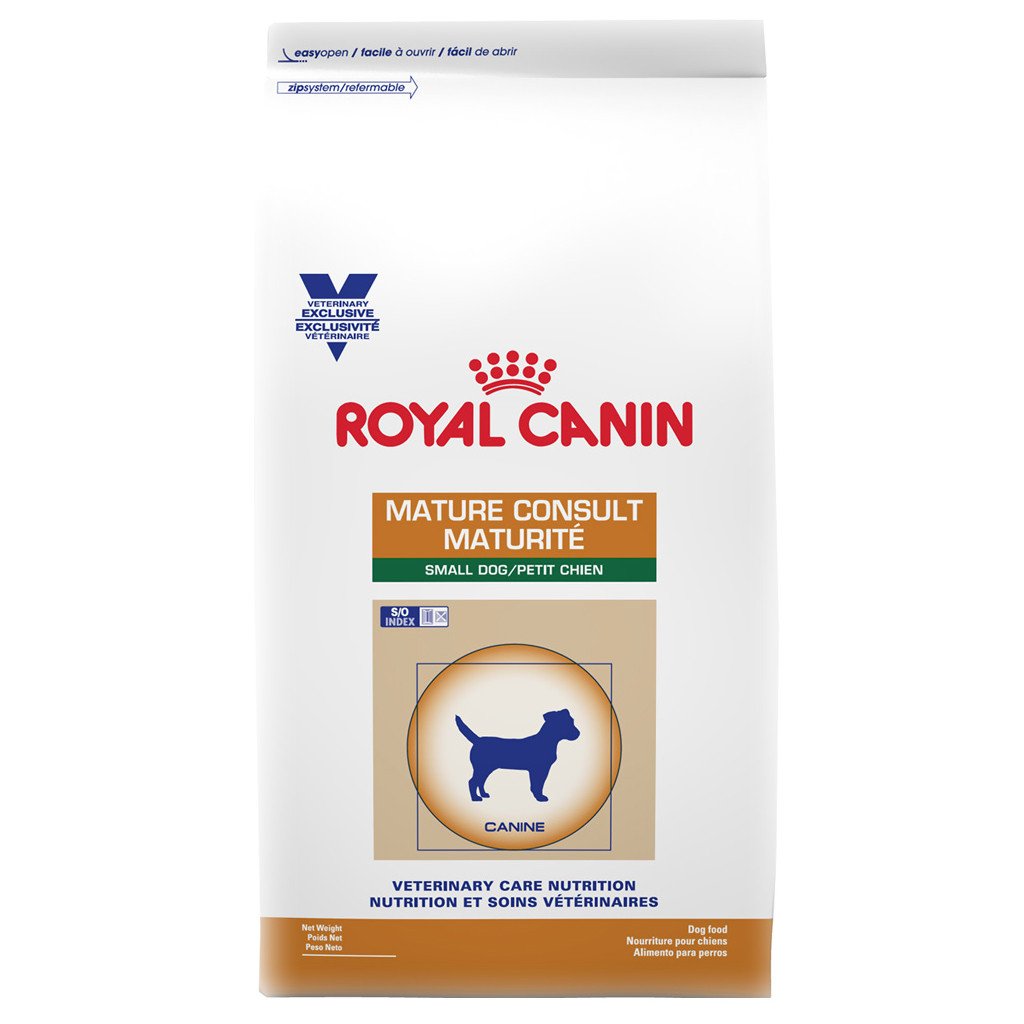 easyopen / facile à ouvrir / fácil de abrir
zipsystem/refermable
VETERINARY
EXCLUSIVE
EXCLUSIVITÉ
VÉTÉRINAIRE
ROYAL CANIN
MATURE CONSULT
MATURITÉ
SMALL DOG/PETIT CHIEN
S/O
INDEX
CANINE
VETERINARY CARE NUTRITION
NUTRITION ET SOINS VÉTÉRINAIRES
Net Weight
Poids Net
Peso Neto
Dog food
Nourriture pour chiens
Alimento para perros